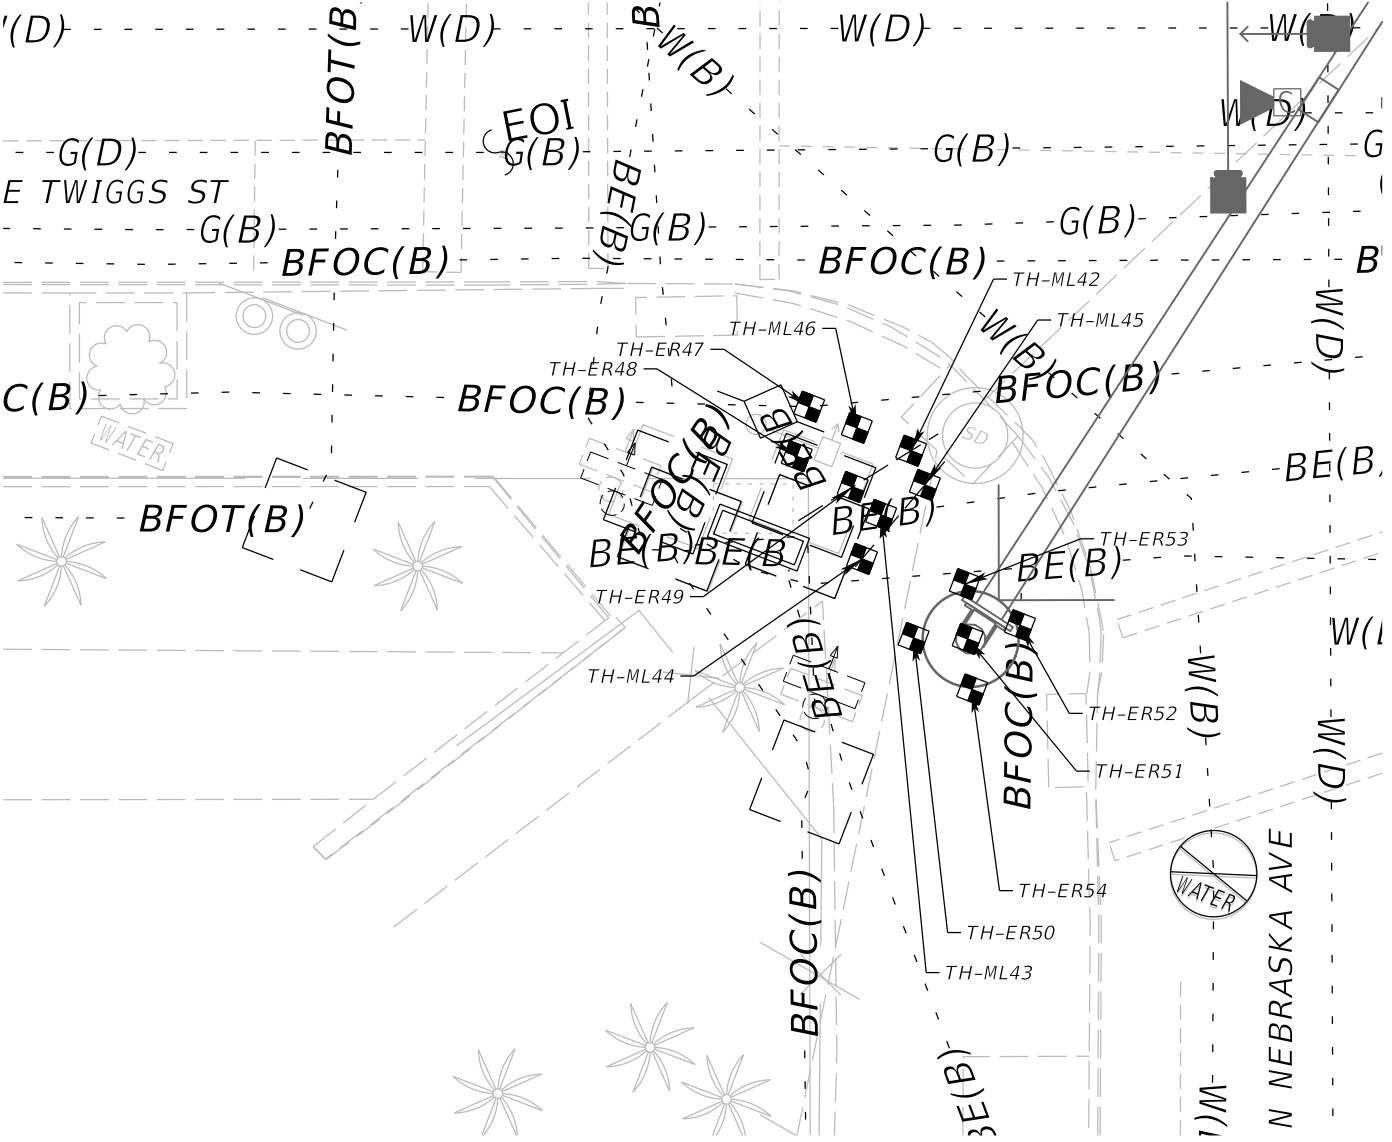 W(D)
BFOT(B
W(D)
B
W(B)
W(D)
W(D)
EOI
S
W(D)
G(D)
G(B)
G(B)
G
E TWIGGS ST
BE(B)
G(B)
G(B)
G(B)
BFOC(B)
BFOC(B)
B
TH-ML42
W(D)
TH-ML46
TH-ML45
W(B)
TH-ER47
TH-ER48
C(B)
BFOC(B)
BFOC(B)
WATER
SD
BFOC(B)
BE(B)
BFOT(B)
BE(B)
BE(B)
BE(B
TH-ER53
BE(B)
TH-ER49
W(
BE(B)
TH-ML44
BFOC(B)
W(B)
TH-ER52
W(D)
TH-ER51
WATER
TH-ER54
BFOC(B)
TH-ER50
TH-ML43
N NEBRASKA AVE
BE(B)
W(